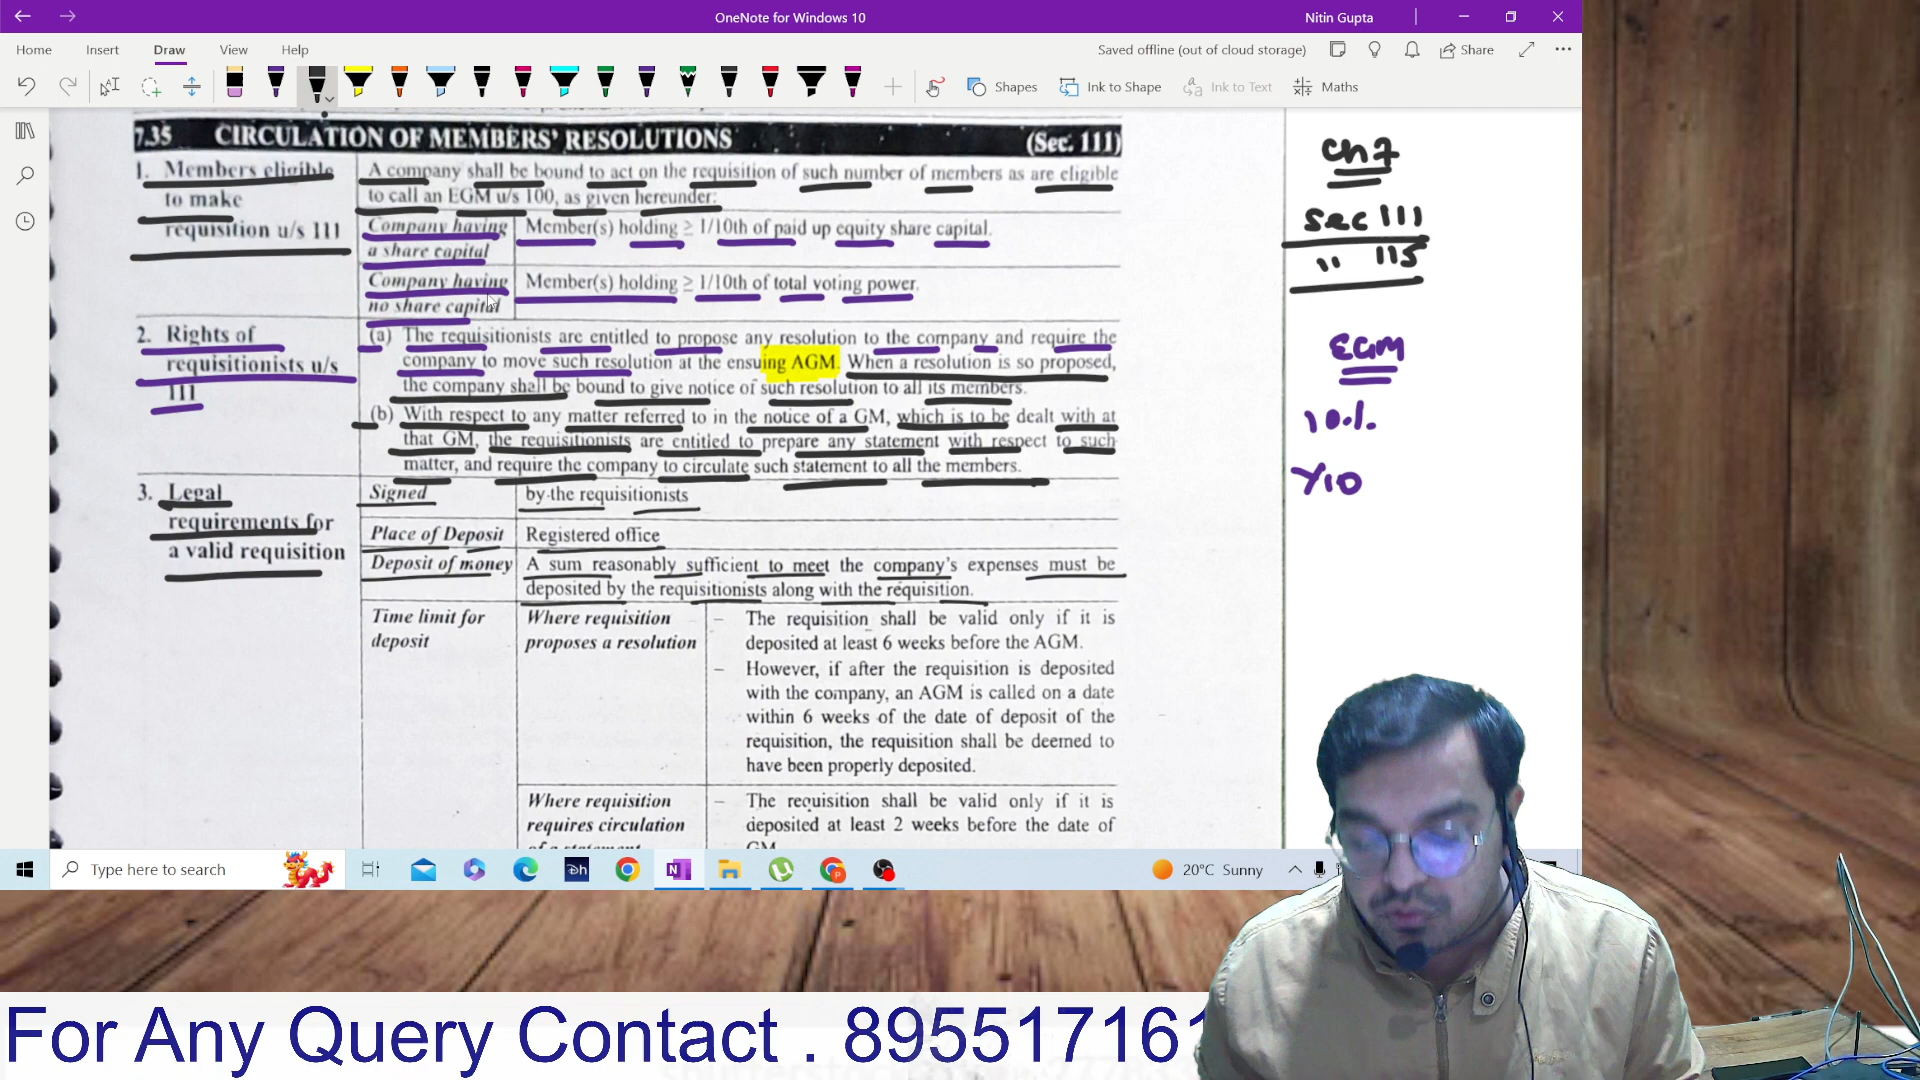 OneNote for Windows 10
Nitin Gupta
Home Insert Draw View Help
Saved offline (out of cloud storage)
Share
Shapes
Ink to Shape
Ink to Text
Maths
7.35 CIRCULATION OF MEMBERS' RESOLUTIONS (Sec. 111)
1. Members eligible to make requisition u/s 111
A company shall be bound to act on the requisition of such number of members as are eligible
to call an EGM u/s 100, as given hereunder:
Company having a share capital
Member(s) holding ≥ 1/10th of paid up equity share capital.
Company having no share capital
Member(s) holding ≥ 1/10th of total voting power.
2. Rights of requisitionists u/s 111
(a) The requisitionists are entitled to propose any resolution to the company and require the
company to move such resolution at the ensuing AGM. When a resolution is so proposed,
the company shall be bound to give notice of such resolution to all its members.
(b) With respect to any matter referred to in the notice of a GM, which is to be dealt with at
that GM, the requisitionists are entitled to prepare any statement with respect to such
matter, and require the company to circulate such statement to all the members.
3. Legal requirements for a valid requisition
Signed
by the requisitionists
Place of Deposit
Registered office
Deposit of money
A sum reasonably sufficient to meet the company's expenses must be
deposited by the requisitionists along with the requisition.
Time limit for deposit
Where requisition proposes a resolution
– The requisition shall be valid only if it is
deposited at least 6 weeks before the AGM.
– However, if after the requisition is deposited
with the company, an AGM is called on a date
within 6 weeks of the date of deposit of the
requisition, the requisition shall be deemed to
have been properly deposited.
Where requisition
requires circulation
– The requisition shall be valid only if it is
deposited at least 2 weeks before the date of
Ch 7
Sec 111
" 115
EGM
10%
1/10
Type here to search
Dh
20°C Sunny
For Any Query Contact . 89551716